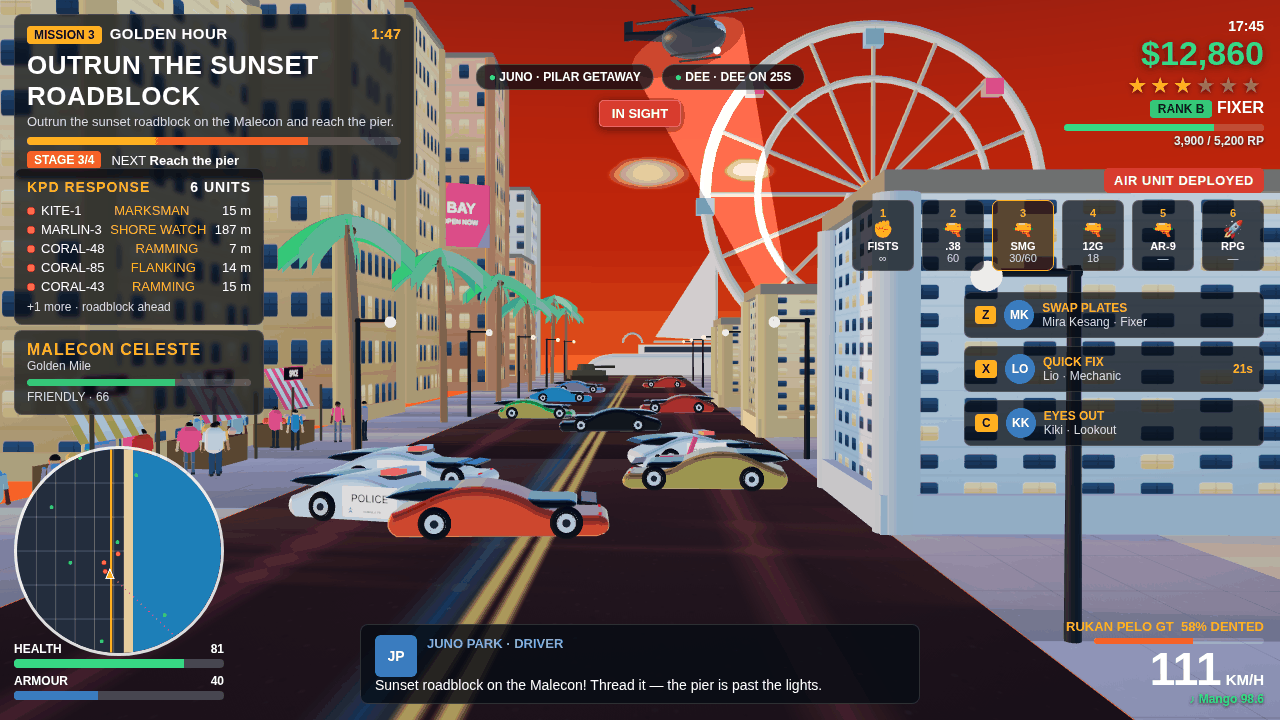 MISSION 3 GOLDEN HOUR 1:47
OUTRUN THE SUNSET
ROADBLOCK
Outrun the sunset roadblock on the Malecon and reach the pier.
STAGE 3/4 NEXT Reach the pier
KPD RESPONSE 6 UNITS
KITE-1 MARKSMAN 15 m
MARLIN-3 SHORE WATCH 187 m
CORAL-48 RAMMING 7 m
CORAL-85 FLANKING 14 m
CORAL-43 RAMMING 15 m
+1 more · roadblock ahead
MALECON CELESTE
Golden Mile
FRIENDLY · 66
HEALTH 81
ARMOUR 40
JUNO · PILAR GETAWAY
DEE · DEE ON 25S
IN SIGHT
BAY
OPEN NOW
POLICE
17:45
$12,860
★★★★★★
RANK B FIXER
3,900 / 5,200 RP
AIR UNIT DEPLOYED
1 2 3 4 5 6
FISTS .38 SMG 12G AR-9 RPG
∞ 60 30/60 18 — —
Z MK SWAP PLATES
Mira Kesang · Fixer
X LO QUICK FIX 21s
Lio · Mechanic
C KK EYES OUT
Kiki · Lookout
JP JUNO PARK · DRIVER
Sunset roadblock on the Malecon! Thread it — the pier is past the lights.
RUKAN PELO GT 58% DENTED
111 KM/H
♪ Mango 98.6